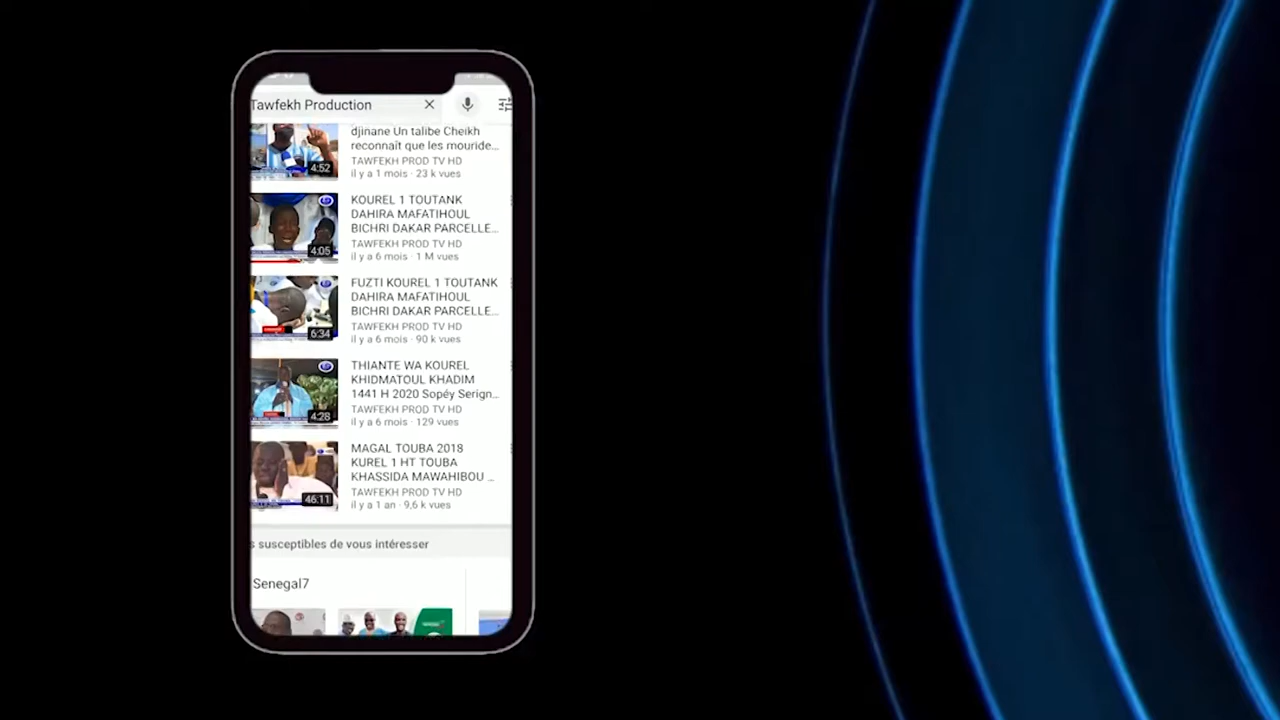 Tawfekh Production
djinane Un talibe Cheikh
reconnaît que les mouride...
TAWFEKH PROD TV HD
il y a 1 mois · 23 k vues
4:52
KOUREL 1 TOUTANK
DAHIRA MAFATIHOUL
BICHRI DAKAR PARCELLE...
TAWFEKH PROD TV HD
il y a 6 mois · 1 M vues
4:05
FUZTI KOUREL 1 TOUTANK
DAHIRA MAFATIHOUL
BICHRI DAKAR PARCELLE...
TAWFEKH PROD TV HD
il y a 6 mois · 90 k vues
6:34
THIANTE WA KOUREL
KHIDMATOUL KHADIM
1441 H 2020 Sopéy Serign...
TAWFEKH PROD TV HD
il y a 6 mois · 129 vues
4:28
MAGAL TOUBA 2018
KUREL 1 HT TOUBA
KHASSIDA MAWAHIBOU ...
TAWFEKH PROD TV HD
il y a 1 an · 9,6 k vues
46:11
s susceptibles de vous intéresser
Senegal7